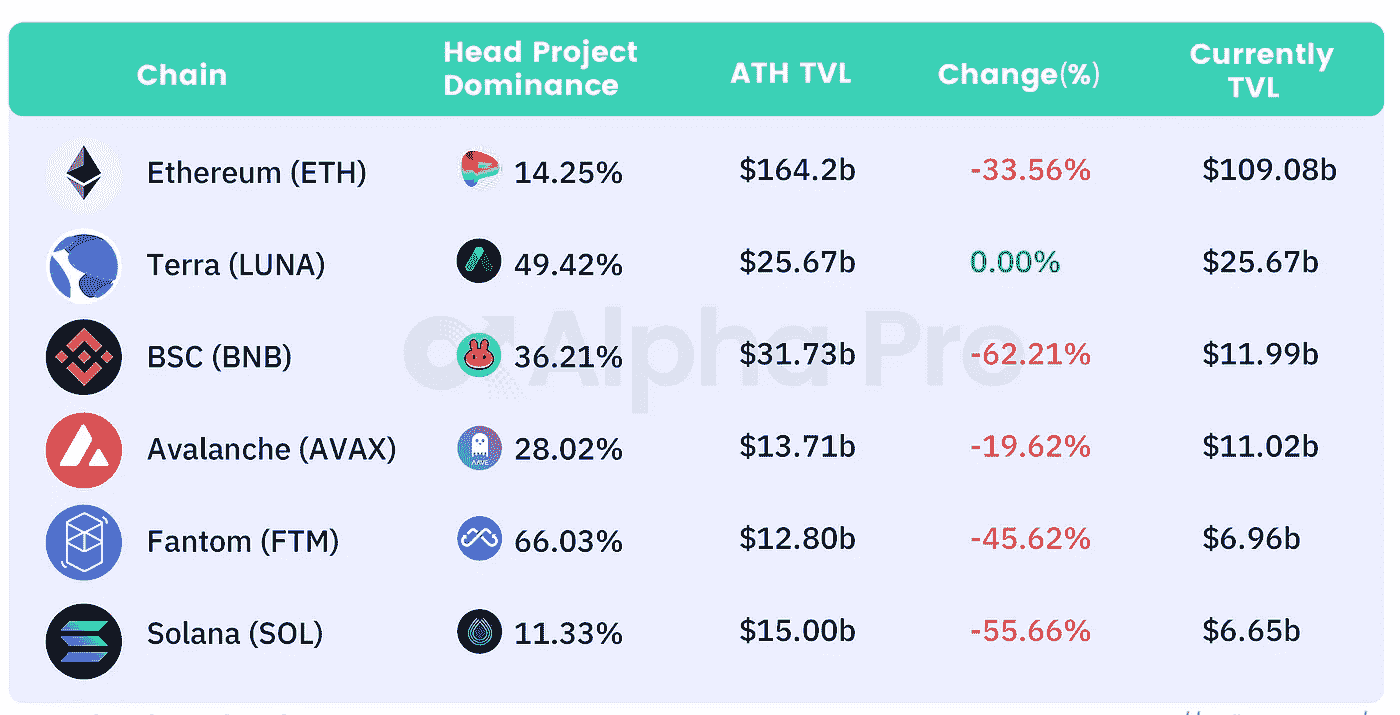 Chain Head Project Dominance ATH TVL Change(%) Currently TVL
Ethereum (ETH) 14.25% $164.2b -33.56% $109.08b
Terra (LUNA) 49.42% $25.67b 0.00% $25.67b
Alpha Pro
BSC (BNB) 36.21% $31.73b -62.21% $11.99b
Avalanche (AVAX) AAVE 28.02% $13.71b -19.62% $11.02b
Fantom (FTM) 66.03% $12.80b -45.62% $6.96b
Solana (SOL) 11.33% $15.00b -55.66% $6.65b